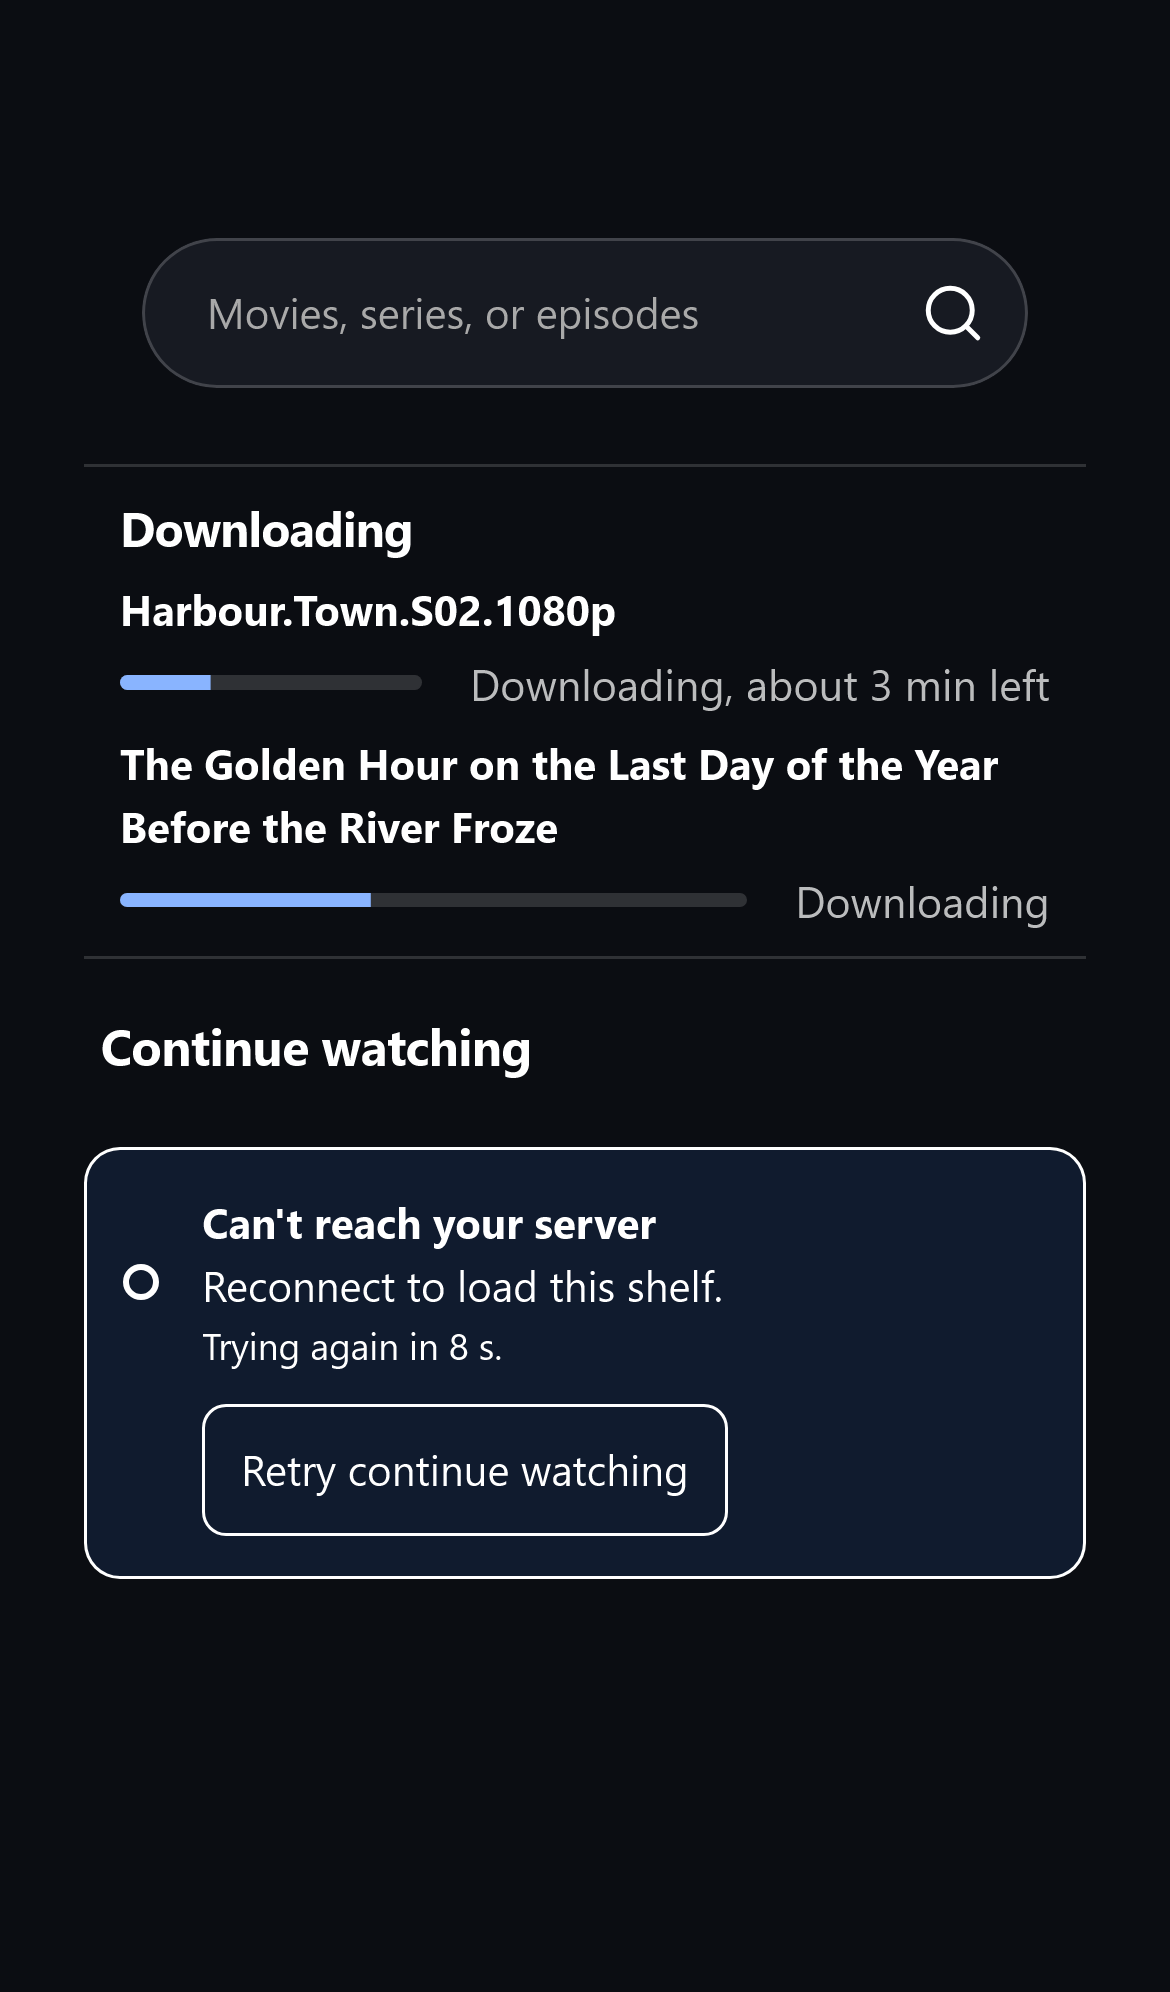 Movies, series, or episodes
Downloading
Harbour.Town.S02.1080p
Downloading, about 3 min left
The Golden Hour on the Last Day of the Year
Before the River Froze
Downloading
Continue watching
Can't reach your server
Reconnect to load this shelf.
Trying again in 8 s.
Retry continue watching